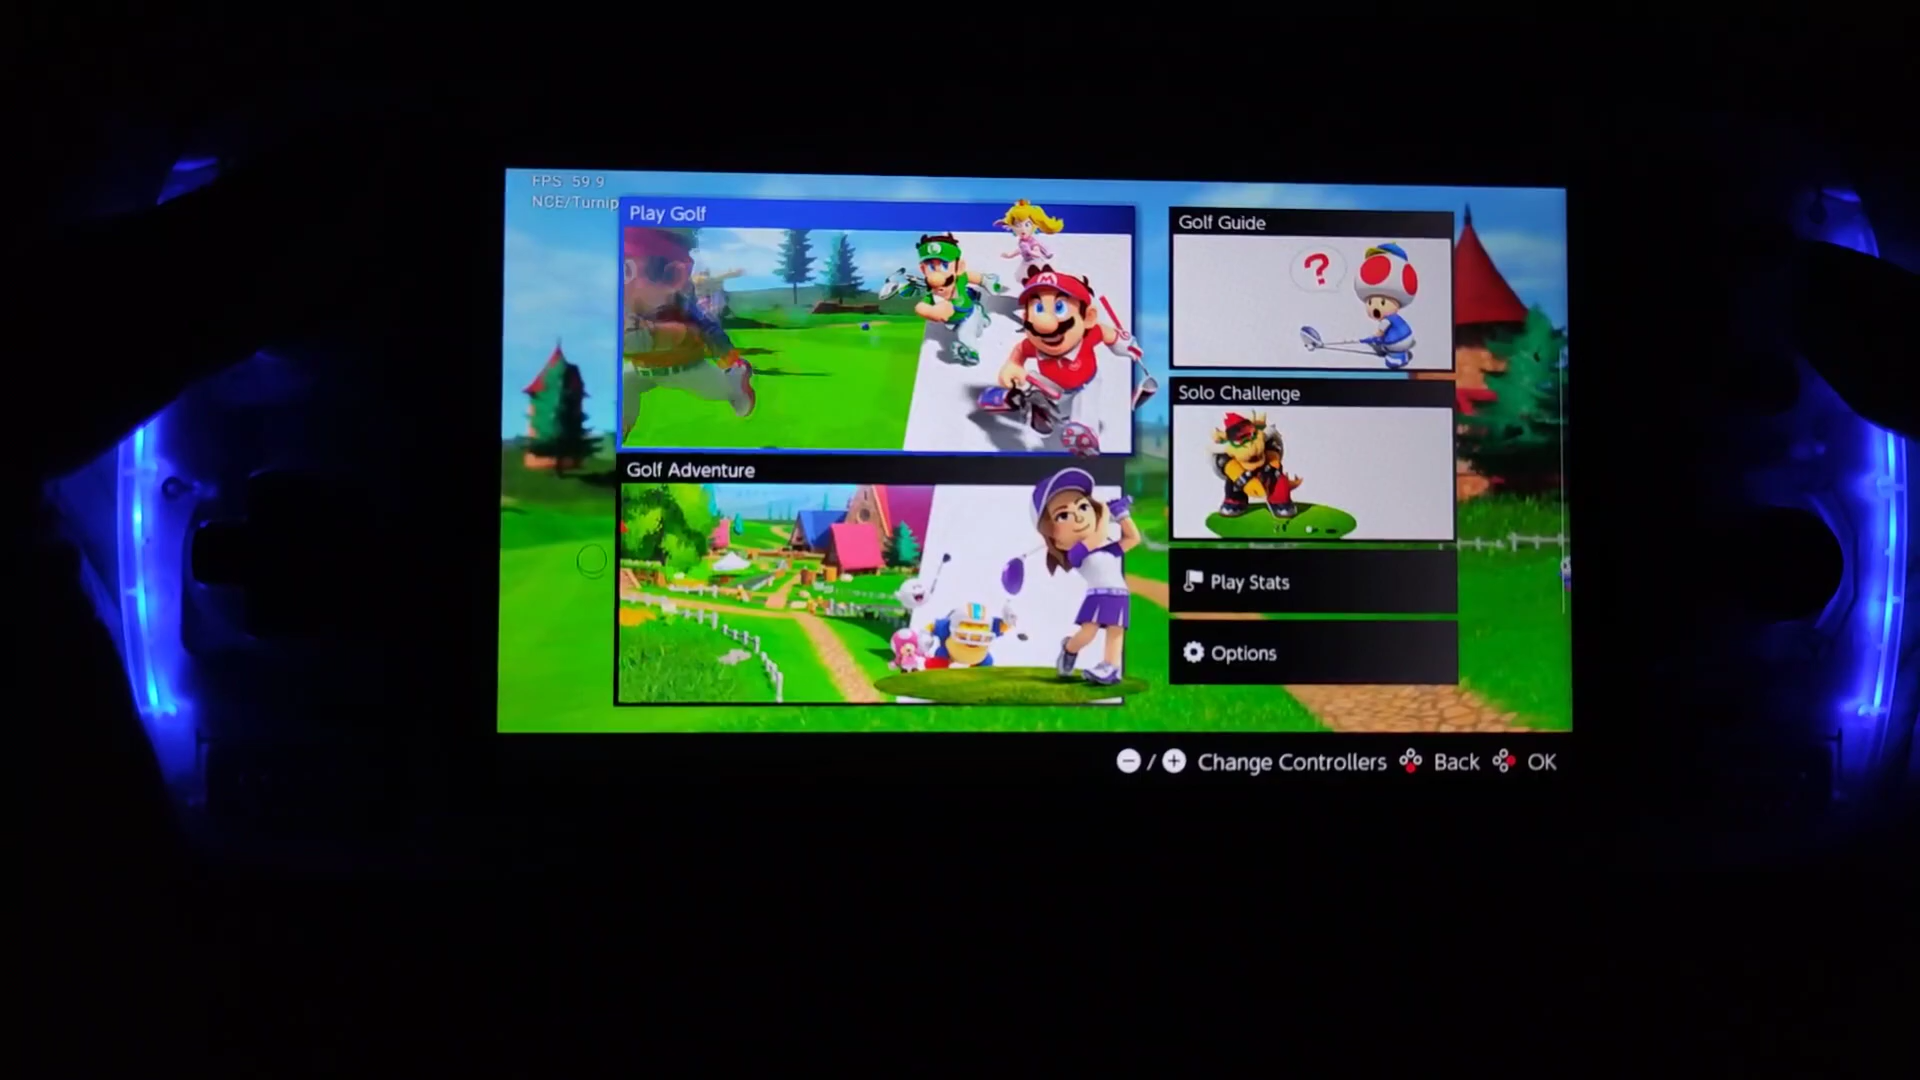 FPS: 59.9
NCE/Turnip
Play Golf
Golf Adventure
Golf Guide
?
Solo Challenge
Play Stats
Options
− / + Change Controllers Back OK